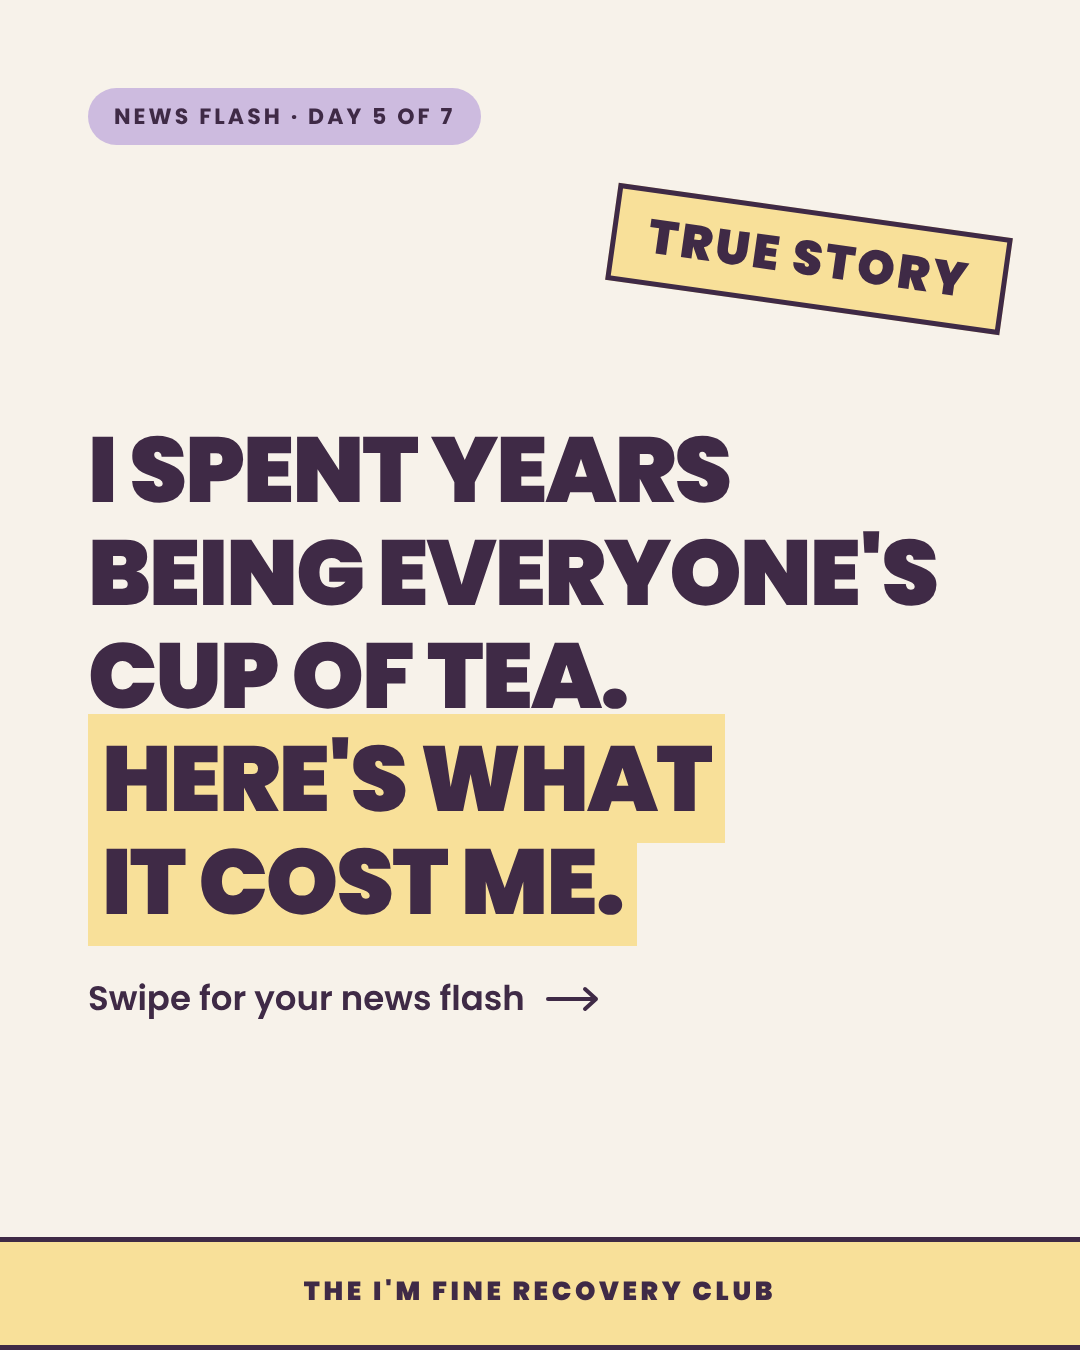 NEWS FLASH · DAY 5 OF 7
TRUE STORY
I SPENT YEARS
BEING EVERYONE'S
CUP OF TEA.
HERE'S WHAT
IT COST ME.
Swipe for your news flash →
THE I'M FINE RECOVERY CLUB